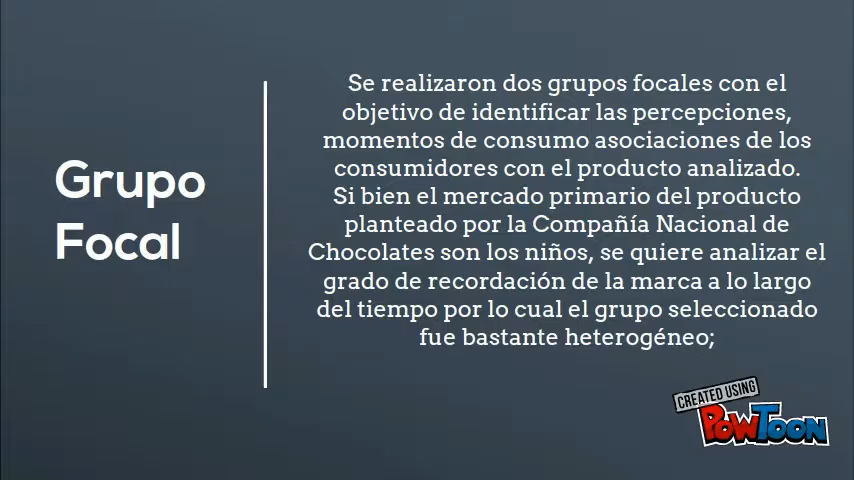 Grupo
Focal
Se realizaron dos grupos focales con el
objetivo de identificar las percepciones,
momentos de consumo asociaciones de los
consumidores con el producto analizado.
Si bien el mercado primario del producto
planteado por la Compañía Nacional de
Chocolates son los niños, se quiere analizar el
grado de recordación de la marca a lo largo
del tiempo por lo cual el grupo seleccionado
fue bastante heterogéneo;
CREATED USING
POWTOON